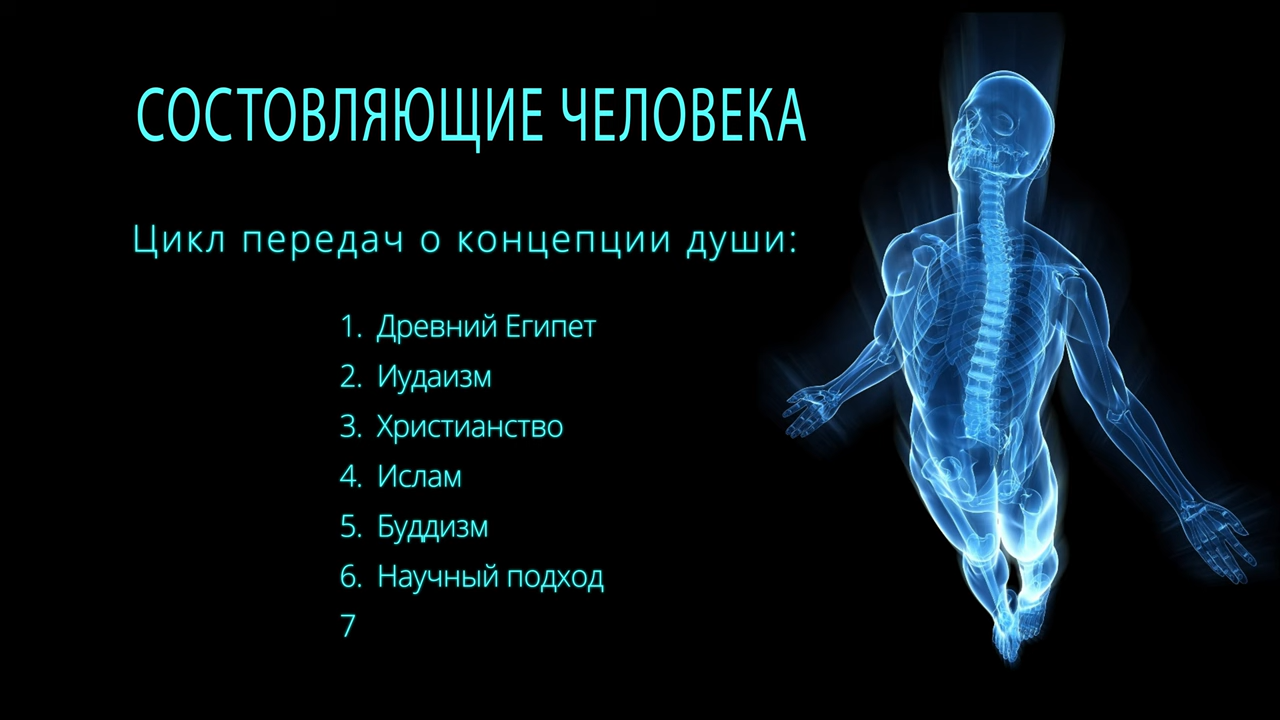 СОСТОВЛЯЮЩИЕ ЧЕЛОВЕКА
Цикл передач о концепции души:
1. Древний Египет
2. Иудаизм
3. Христианство
4. Ислам
5. Буддизм
6. Научный подход
7